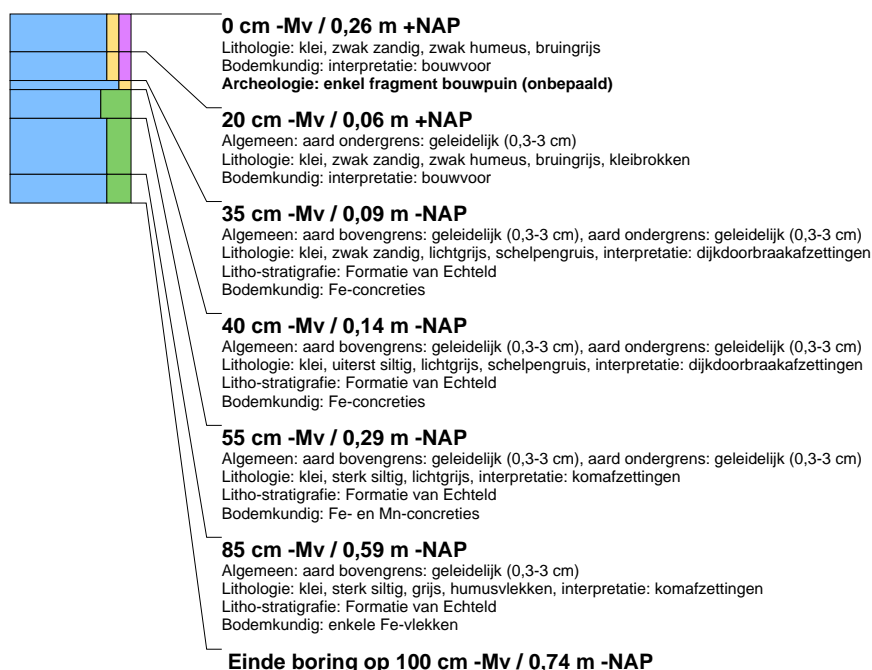 0 cm -Mv / 0,26 m +NAP
Lithologie: klei, zwak zandig, zwak humeus, bruingrijs
Bodemkundig: interpretatie: bouwvoor
Archeologie: enkel fragment bouwpuin (onbepaald)
20 cm -Mv / 0,06 m +NAP
Algemeen: aard ondergrens: geleidelijk (0,3-3 cm)
Lithologie: klei, zwak zandig, zwak humeus, bruingrijs, kleibrokken
Bodemkundig: interpretatie: bouwvoor
35 cm -Mv / 0,09 m -NAP
Algemeen: aard bovengrens: geleidelijk (0,3-3 cm), aard ondergrens: geleidelijk (0,3-3 cm)
Lithologie: klei, zwak zandig, lichtgrijs, schelpengruis, interpretatie: dijkdoorbraakafzettingen
Litho-stratigrafie: Formatie van Echteld
Bodemkundig: Fe-concreties
40 cm -Mv / 0,14 m -NAP
Algemeen: aard bovengrens: geleidelijk (0,3-3 cm), aard ondergrens: geleidelijk (0,3-3 cm)
Lithologie: klei, uiterst siltig, lichtgrijs, schelpengruis, interpretatie: dijkdoorbraakafzettingen
Litho-stratigrafie: Formatie van Echteld
Bodemkundig: Fe-concreties
55 cm -Mv / 0,29 m -NAP
Algemeen: aard bovengrens: geleidelijk (0,3-3 cm), aard ondergrens: geleidelijk (0,3-3 cm)
Lithologie: klei, sterk siltig, lichtgrijs, interpretatie: komafzettingen
Litho-stratigrafie: Formatie van Echteld
Bodemkundig: Fe- en Mn-concreties
85 cm -Mv / 0,59 m -NAP
Algemeen: aard bovengrens: geleidelijk (0,3-3 cm)
Lithologie: klei, sterk siltig, grijs, humusvlekken, interpretatie: komafzettingen
Litho-stratigrafie: Formatie van Echteld
Bodemkundig: enkele Fe-vlekken
Einde boring op 100 cm -Mv / 0,74 m -NAP